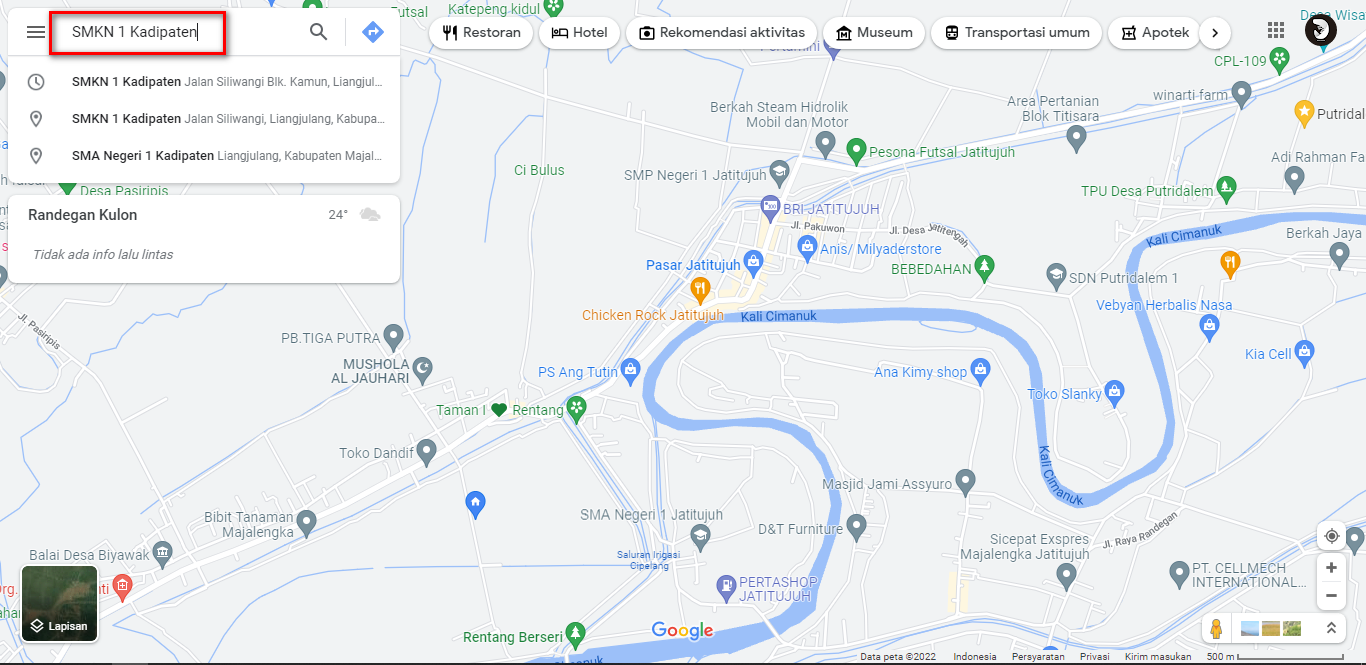 SMKN 1 Kadipaten
SMKN 1 Kadipaten Jalan Siliwangi Blk. Kamun, Liangjul...
SMKN 1 Kadipaten Jalan Siliwangi, Liangjulang, Kabupa...
SMA Negeri 1 Kadipaten Liangjulang, Kabupaten Majal...
Randegan Kulon
24°
Tidak ada info lalu lintas
Restoran
Hotel
Rekomendasi aktivitas
Museum
Transportasi umum
Apotek
Futsal
Katepeng kidul
Pertamini
Desa Wisa
CPL-109
winarti farm
Putridal
Area Pertanian
Blok Titisara
Berkah Steam Hidrolik
Mobil dan Motor
Pesona Futsal Jatitujuh
SMP Negeri 1 Jatitujuh
Ci Bulus
Desa Pasiripis
Adi Rahman Fa
TPU Desa Putridalem
BRI JATITUJUH
Jl. Pakuwon
Jl. Desa Jatitengah
Kali Cimanuk
Berkah Jaya
Anis/ Milyaderstore
Pasar Jatitujuh
BEBEDAHAN
SDN Putridalem 1
Chicken Rock Jatitujuh
Kali Cimanuk
Vebyan Herbalis Nasa
Jl. Pasiripis
PB.TIGA PUTRA
Kia Cell
MUSHOLA
AL JAUHARI
PS Ang Tutin
Ana Kimy shop
Toko Slanky
Taman I Rentang
Toko Dandif
Kali Cimanuk
Masjid Jami Assyuro
Bibit Tanaman
Majalengka
SMA Negeri 1 Jatitujuh
D&T Furniture
Jl. Raya Randegan
Sicepat Exspres
Majalengka Jatitujuh
Balai Desa Biyawak
Saluran Irigasi
Cipelang
PT. CELLMECH
INTERNATIONAL...
PERTASHOP
JATITUJUH
Lapisan
Rentang Berseri
Google
Cimanuk
Data peta ©2022
Indonesia
Persyaratan
Privasi
Kirim masukan
500 m